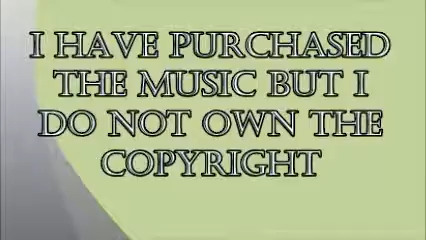 I HAVE PURCHASED
THE MUSIC BUT I
DO NOT OWN THE
COPYRIGHT